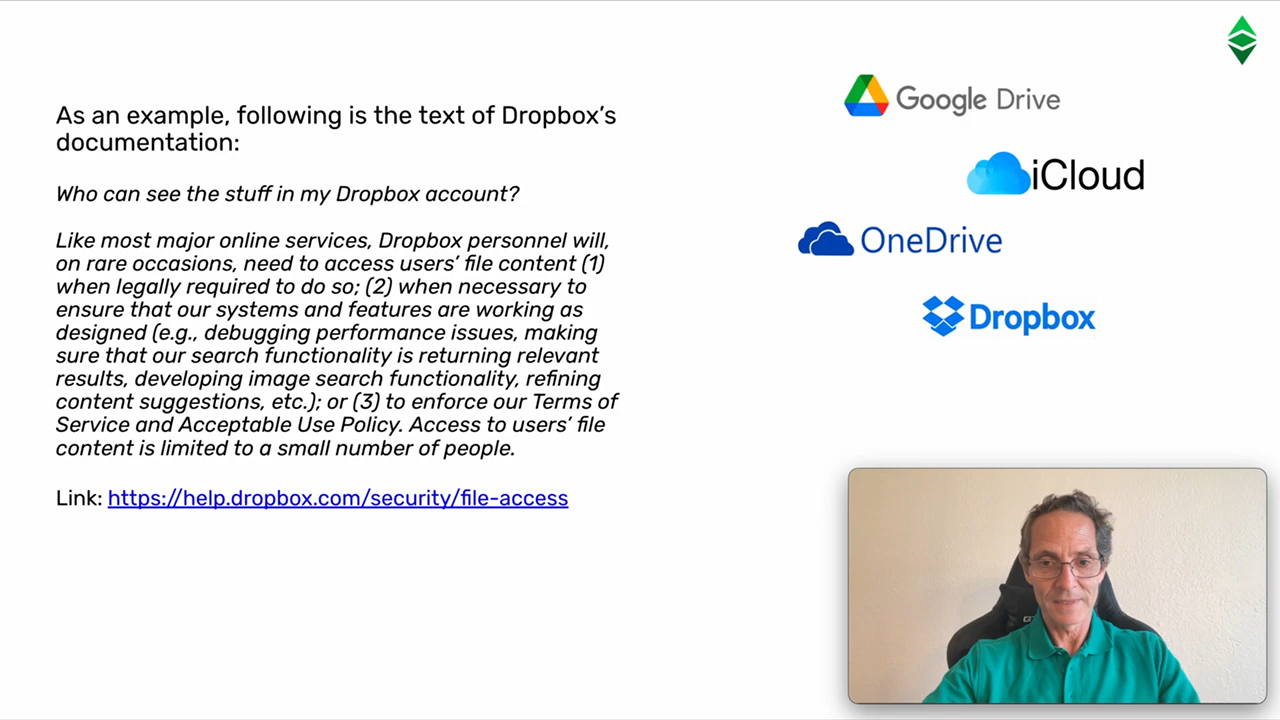 As an example, following is the text of Dropbox’s
documentation:
Who can see the stuff in my Dropbox account?
Like most major online services, Dropbox personnel will,
on rare occasions, need to access users’ file content (1)
when legally required to do so; (2) when necessary to
ensure that our systems and features are working as
designed (e.g., debugging performance issues, making
sure that our search functionality is returning relevant
results, developing image search functionality, refining
content suggestions, etc.); or (3) to enforce our Terms of
Service and Acceptable Use Policy. Access to users’ file
content is limited to a small number of people.
Link: https://help.dropbox.com/security/file-access
Google Drive
iCloud
OneDrive
Dropbox